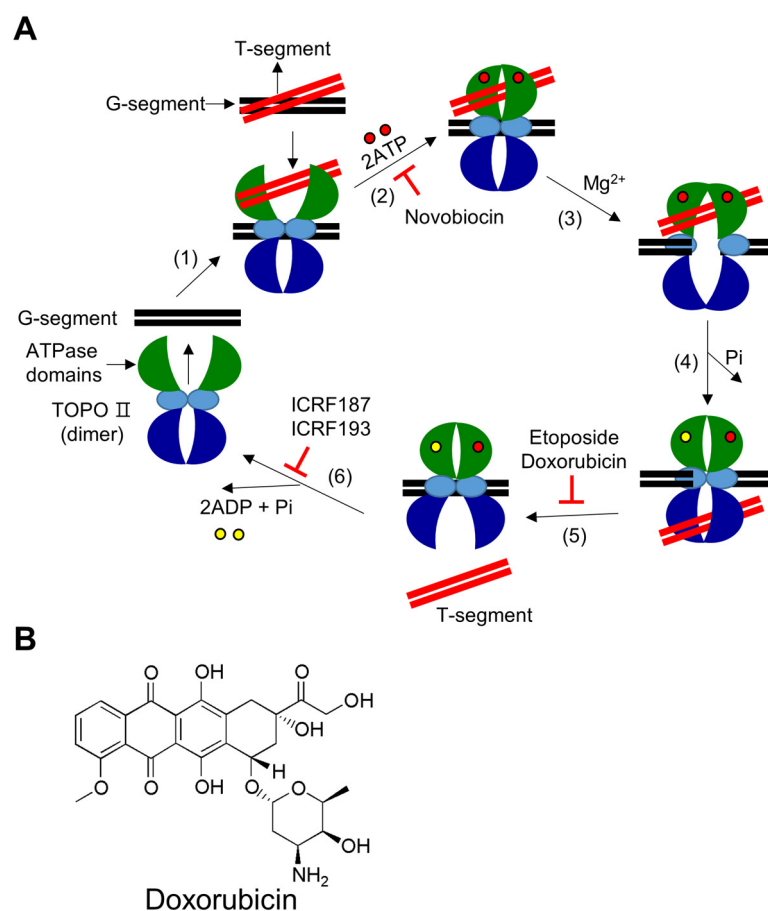 A
T-segment
G-segment
2ATP
(2)
Novobiocin
Mg²⁺
(3)
(1)
G-segment
ATPase
domains
TOPO Ⅱ
(dimer)
(4)
Pi
ICRF187
ICRF193
Etoposide
Doxorubicin
(6)
2ADP + Pi
(5)
T-segment
B
O
OH
O
OH
OH
O
O
OH
H
O
O
OH
NH₂
Doxorubicin